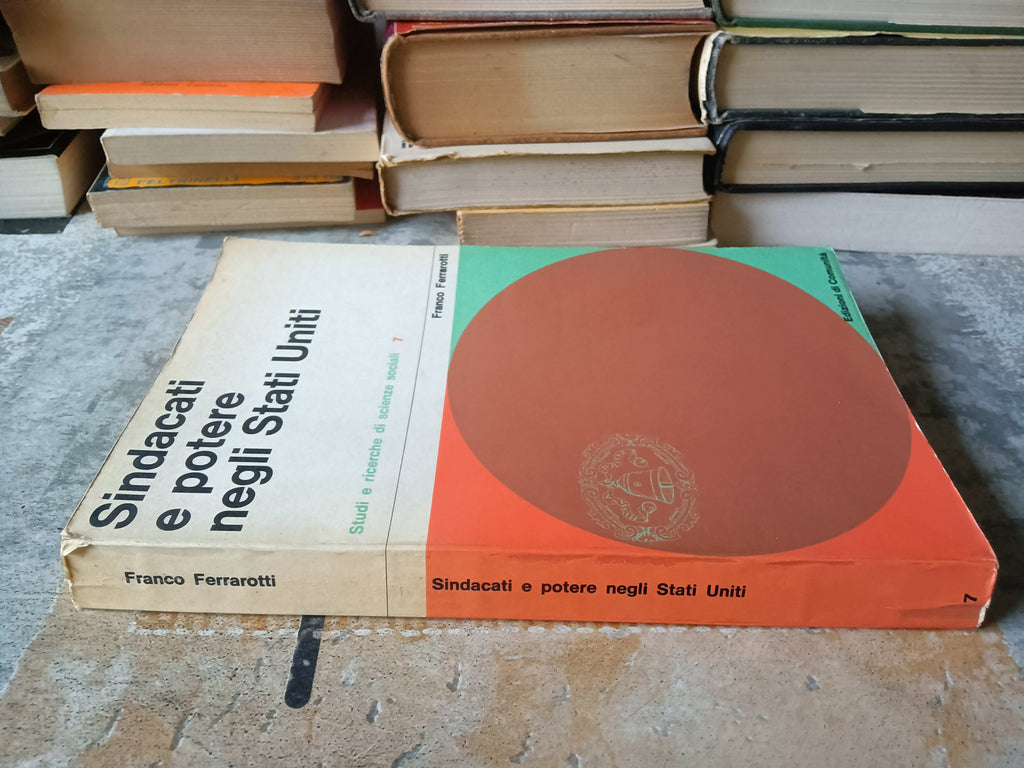 Sindacati
e potere
negli Stati Uniti
Studi e ricerche di scienze sociali 7
Franco Ferrarotti
Edizioni di Comunità
Franco Ferrarotti
Sindacati e potere negli Stati Uniti
7